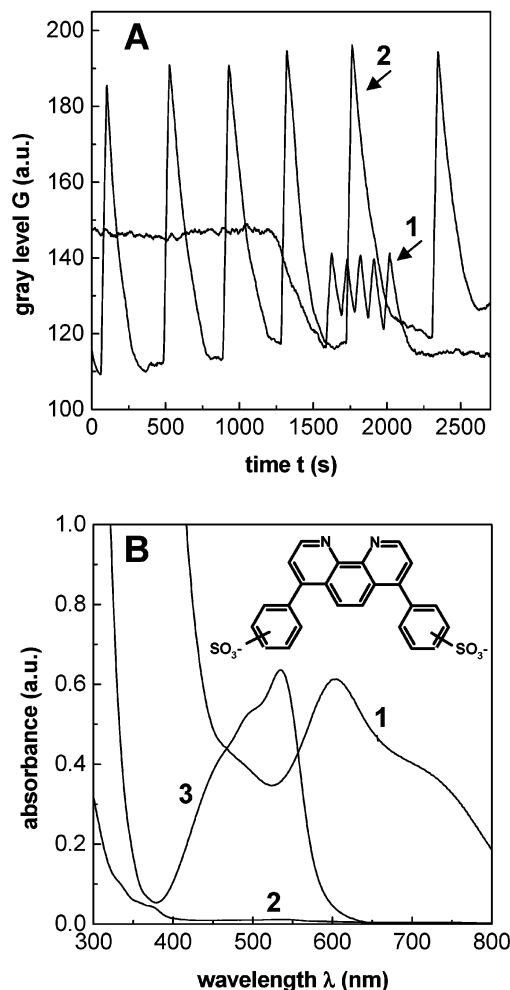 A
200
180
160
140
120
100
gray level G (a.u.)
2
1
0 500 1000 1500 2000 2500
time t (s)
B
1.0
0.8
0.6
0.4
0.2
0.0
absorbance (a.u.)
N N
SO₃⁻ SO₃⁻
1
3
2
300 400 500 600 700 800
wavelength λ (nm)